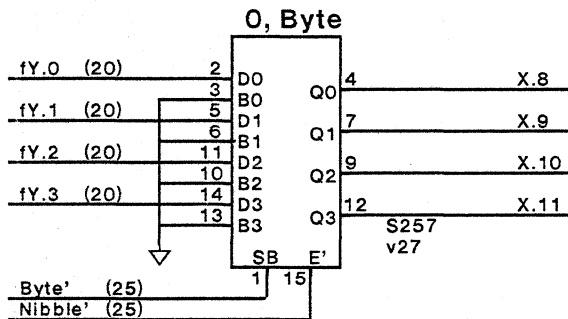 0, Byte
fY.0 (20) 2 D0
3 B0 Q0 4 X.8
fY.1 (20) 5 D1
6 B1 Q1 7 X.9
fY.2 (20) 11 D2
10 B2 Q2 9 X.10
fY.3 (20) 14 D3
13 B3 Q3 12 X.11
S257
v27
SB E'
1 15
Byte' (25)
Nibble' (25)